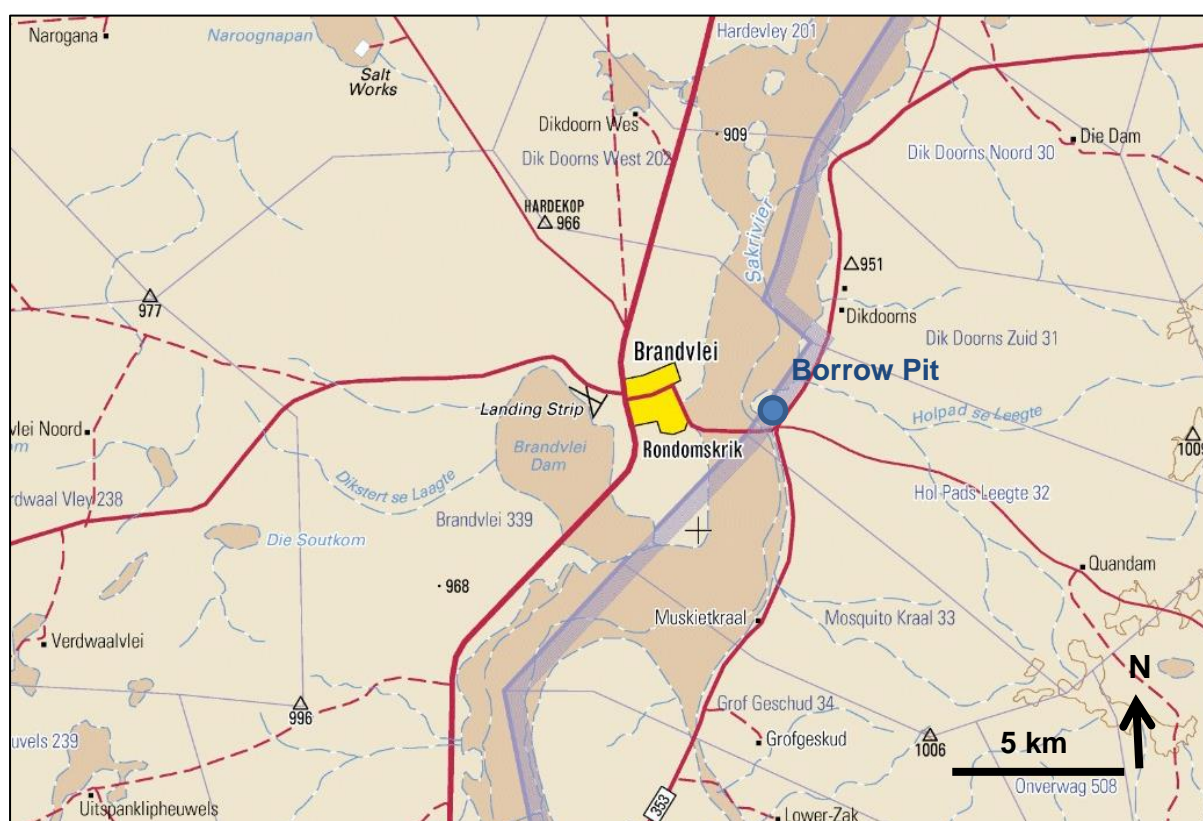 Narogana
Naroognapan
Salt
Works
Hardevley 201
Dikdoorn Wes
909
Dik Doorns West 202
Die Dam
Dik Doorns Noord 30
HARDEKOP
966
Sakrivier
951
977
Dikdoorns
Dik Doorns Zuid 31
Brandvlei
Borrow Pit
Landing Strip
Holpad se Leegte
vlei Noord
Brandvlei
Dam
Rondomskrik
1009
Dikstert se Laagte
rdwaal Vley 238
Hol Pads Leegte 32
Brandvlei 339
Die Soutkom
Quandam
968
Muskietkraal
Mosquito Kraal 33
Verdwaalvlei
N
996
Grof Geschud 34
uvels 239
Grofgeskud
1006
5 km
Onverwag 508
Uitspanklipheuwels
353
Lower-Zak